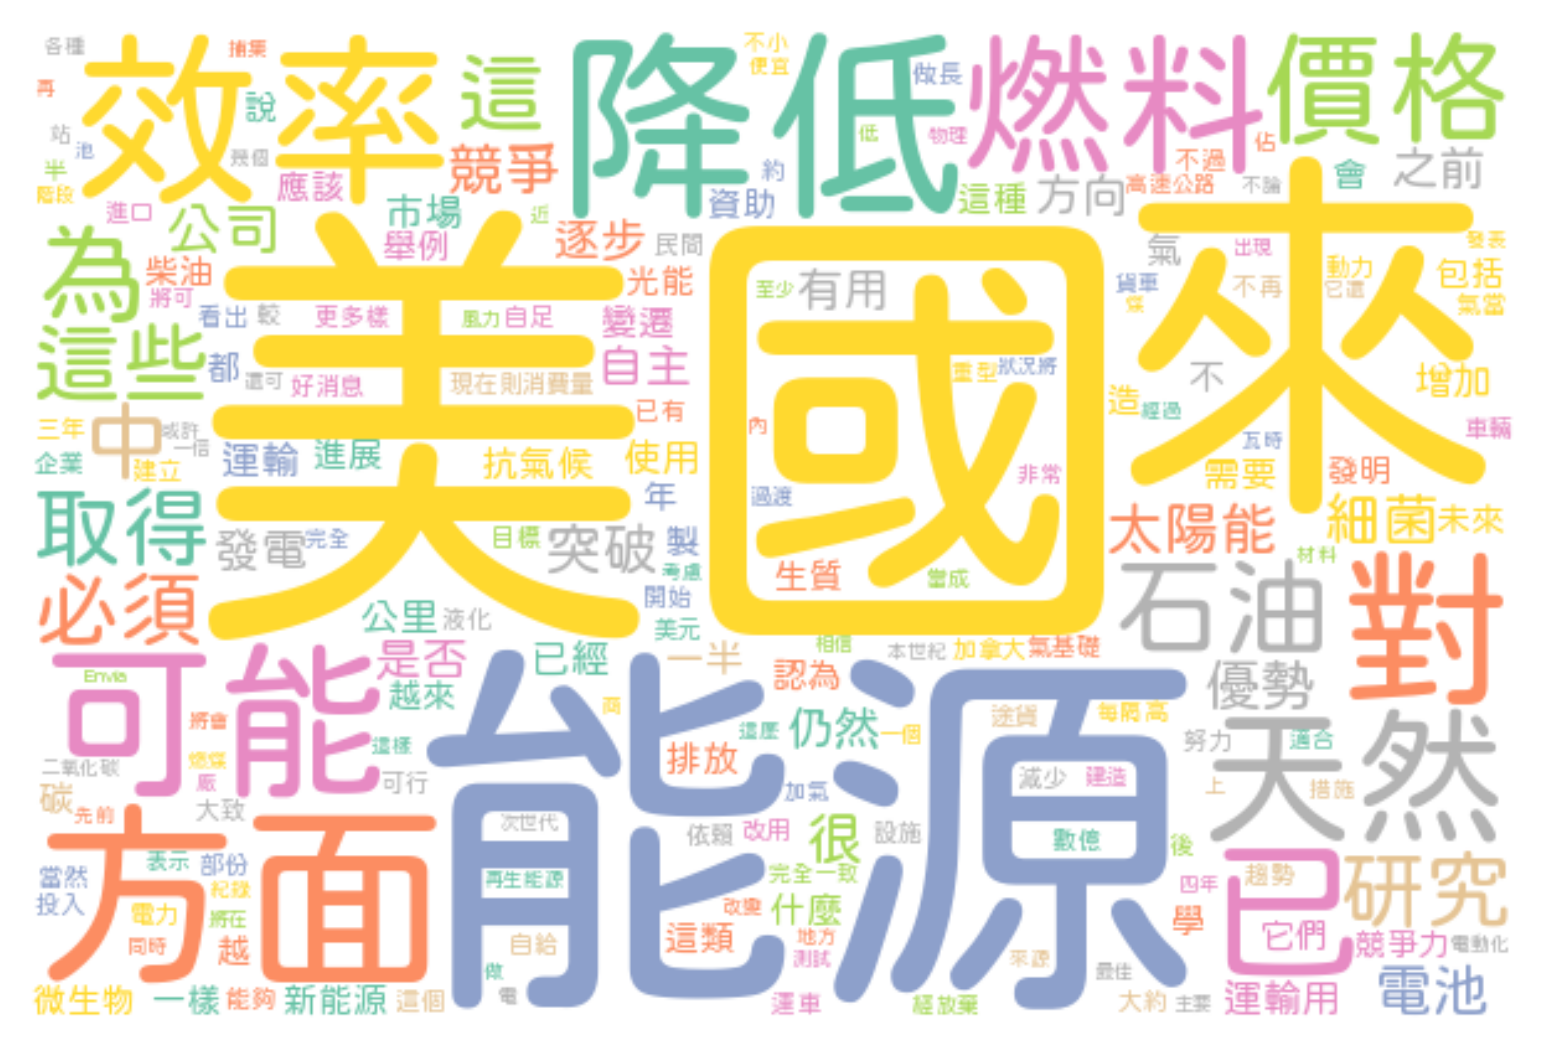 各種
捕集
效率
這
降低
不小
便宜
做長
燃料
價格
再
說
站
池
幾個
低
物理
佔
半
階段
應該
競爭
約
不過
會
之前
高速公路
不論
進口
公司
市場
近
資助
這種
方向
舉例
逐步
民間
美國
來
氣
出現
發表
為
柴油
將可
光能
至少
有用
貨車
煤
不再
動力
它還
包括
氣當
看出
較
更多樣
風力
自足
變遷
這些
都
還可
好消息
現在
則消費量
自主
重型
狀況將
不
增加
已有
造
經過
三年
中
或許
一倍
內
瓦時
車輛
企業
建立
運輸
進展
抗氣候
使用
非常
需要
發明
年
過渡
取得
發電
完全
目標
突破
製
太陽能
細菌
未來
材料
考慮
生質
當成
必須
公里
液化
開始
美元
石油
對
可能
Envia
是否
已經
一半
相信
本世紀
加拿大
氣基礎
認為
越來
優勢
將會
商
能源
途貨
每隔
高
這樣
這麼
仍然
一個
努力
適合
天然
二氧化碳
燃煤
廠
排放
可行
減少
建造
碳
先前
大致
加氣
上
措施
方面
次世代
依賴
改用
很
設施
數億
後
表示
當然
部份
投入
紀錄
再生能源
完全一致
四年
趨勢
已
研究
電力
將在
改變
什麼
學
同時
越
自給
這類
地方
測試
來源
它們
競爭力
電動化
做
最佳
微生物
一樣
能夠
新能源
這個
電
運車
經放棄
大約
主要
運輸用
電池